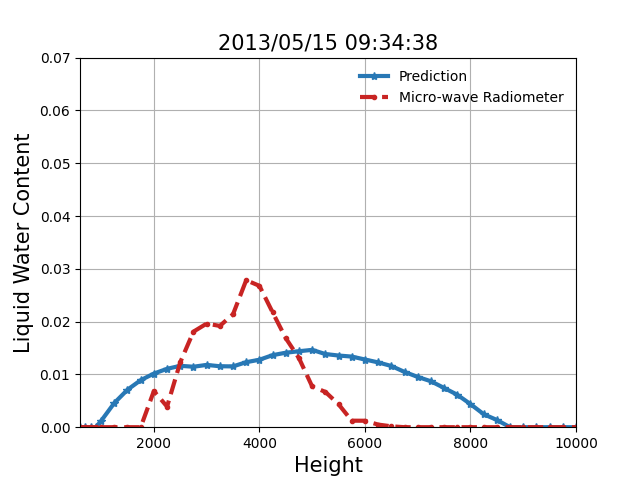 2013/05/15 09:34:38
Prediction
Micro-wave Radiometer
Liquid Water Content
0.07
0.06
0.05
0.04
0.03
0.02
0.01
0.00
2000 4000 6000 8000 10000
Height